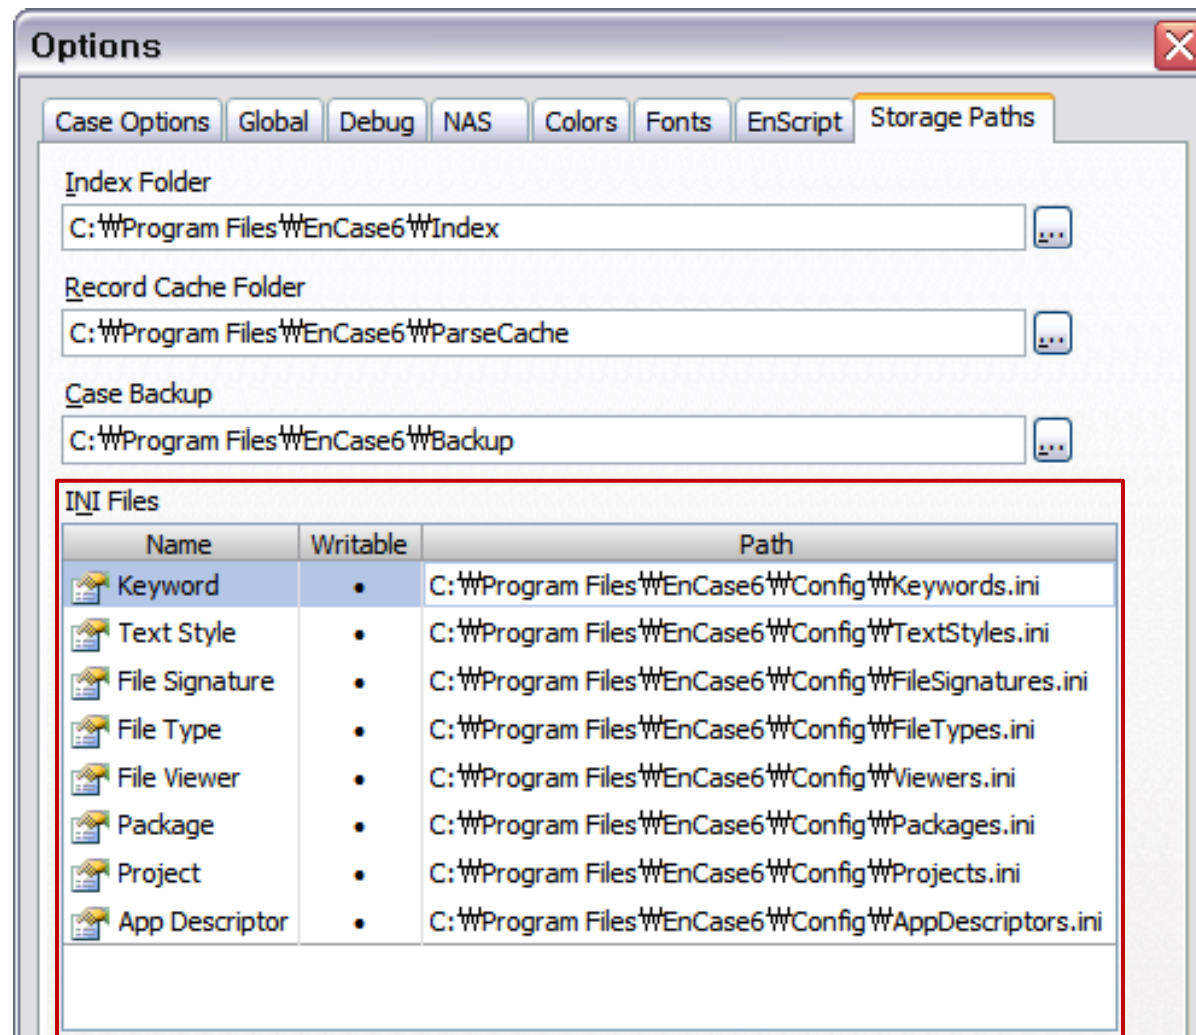 Options
Case Options Global Debug NAS Colors Fonts EnScript Storage Paths
Index Folder
C:₩Program Files₩EnCase6₩Index ...
Record Cache Folder
C:₩Program Files₩EnCase6₩ParseCache ...
Case Backup
C:₩Program Files₩EnCase6₩Backup ...
INI Files
Name Writable Path
Keyword • C:₩Program Files₩EnCase6₩Config₩Keywords.ini
Text Style • C:₩Program Files₩EnCase6₩Config₩TextStyles.ini
File Signature • C:₩Program Files₩EnCase6₩Config₩FileSignatures.ini
File Type • C:₩Program Files₩EnCase6₩Config₩FileTypes.ini
File Viewer • C:₩Program Files₩EnCase6₩Config₩Viewers.ini
Package • C:₩Program Files₩EnCase6₩Config₩Packages.ini
Project • C:₩Program Files₩EnCase6₩Config₩Projects.ini
App Descriptor • C:₩Program Files₩EnCase6₩Config₩AppDescriptors.ini